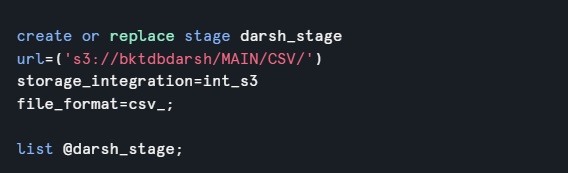 create or replace stage darsh_stage
url=('s3://bktdbdarsh/MAIN/CSV/')
storage_integration=int_s3
file_format=csv_;
list @darsh_stage;